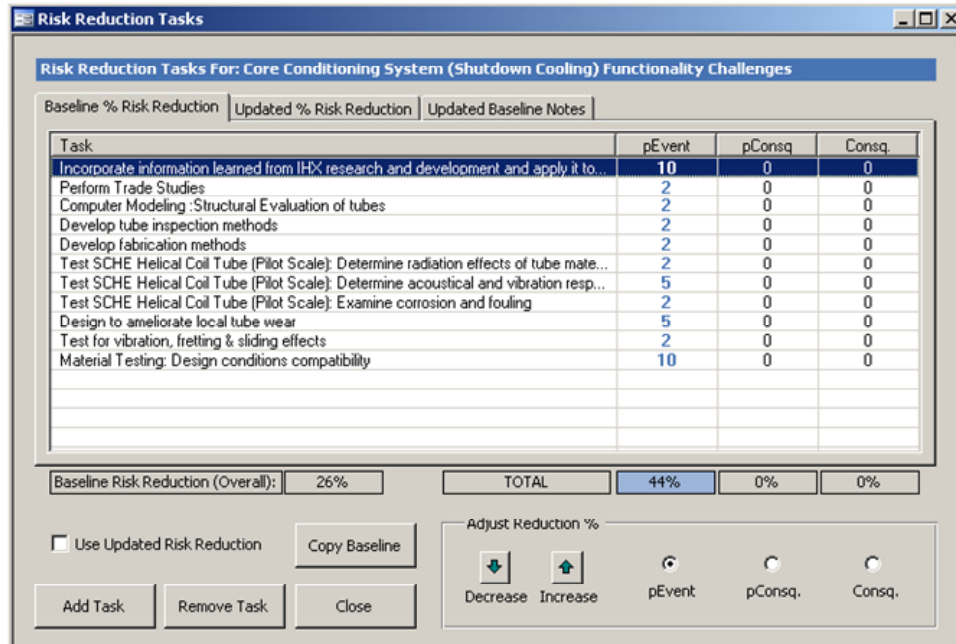 Risk Reduction Tasks
Risk Reduction Tasks For: Core Conditioning System (Shutdown Cooling) Functionality Challenges
Baseline % Risk Reduction Updated % Risk Reduction Updated Baseline Notes
Task pEvent pConsq Consq.
Incorporate information learned from IHX research and development and apply it to... 10 0 0
Perform Trade Studies 2 0 0
Computer Modeling :Structural Evaluation of tubes 2 0 0
Develop tube inspection methods 2 0 0
Develop fabrication methods 2 0 0
Test SCHE Helical Coil Tube (Pilot Scale): Determine radiation effects of tube mate... 2 0 0
Test SCHE Helical Coil Tube (Pilot Scale): Determine acoustical and vibration resp... 5 0 0
Test SCHE Helical Coil Tube (Pilot Scale): Examine corrosion and fouling 2 0 0
Design to ameliorate local tube wear 5 0 0
Test for vibration, fretting & sliding effects 2 0 0
Material Testing: Design conditions compatibility 10 0 0
Baseline Risk Reduction (Overall): 26% TOTAL 44% 0% 0%
Adjust Reduction %
Use Updated Risk Reduction Copy Baseline
Decrease Increase pEvent pConsq. Consq.
Add Task Remove Task Close